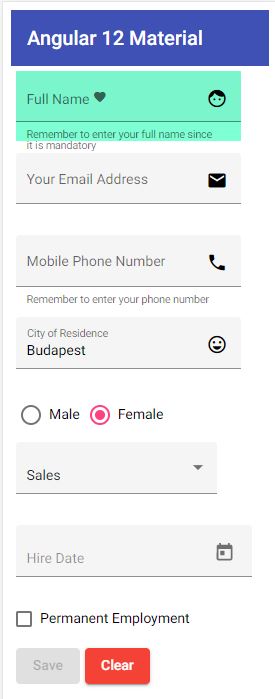 Angular 12 Material
Full Name
Remember to enter your full name since
it is mandatory
Your Email Address
Mobile Phone Number
Remember to enter your phone number
City of Residence
Budapest
Male Female
Sales
Hire Date
Permanent Employment
Save Clear